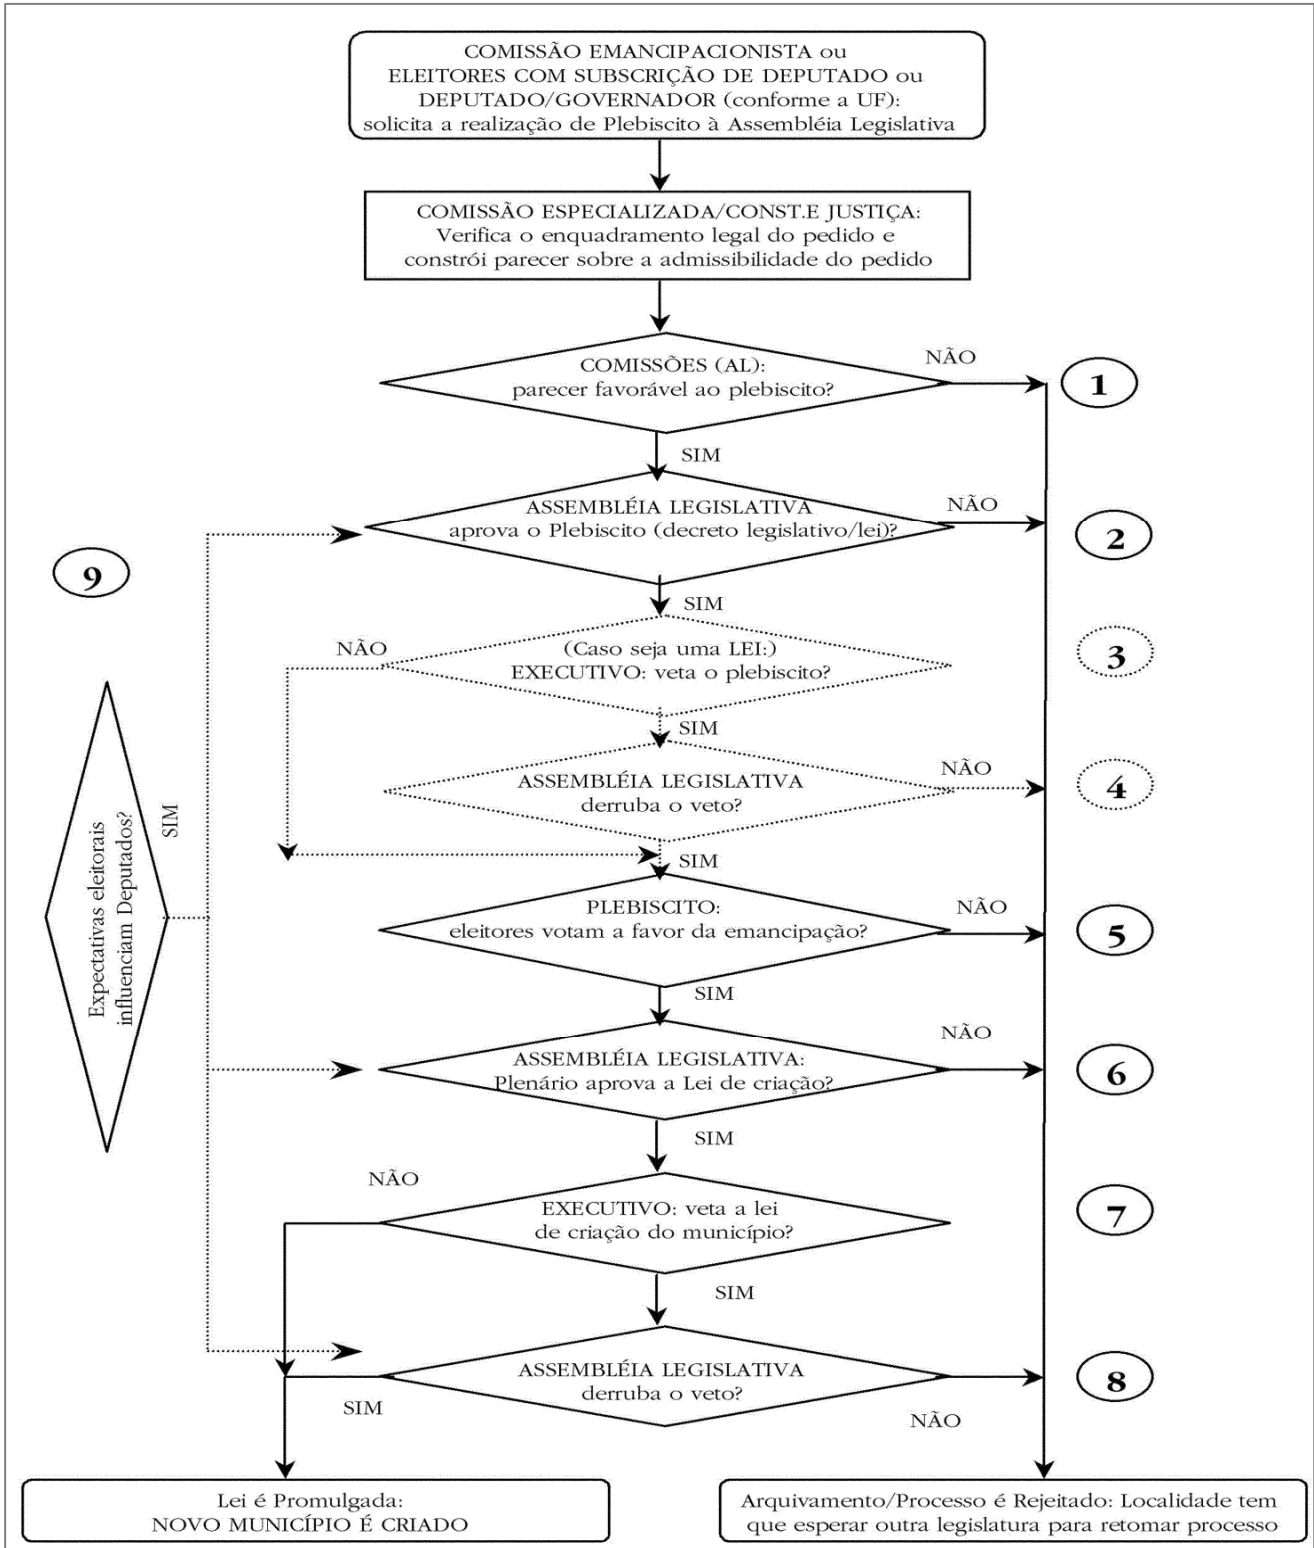 COMISSÃO EMANCIPACIONISTA ou
ELEITORES COM SUBSCRIÇÃO DE DEPUTADO ou
DEPUTADO/GOVERNADOR (conforme a UF):
solicita a realização de Plebiscito à Assembléia Legislativa
COMISSÃO ESPECIALIZADA/CONST.E JUSTIÇA:
Verifica o enquadramento legal do pedido e
constrói parecer sobre a admissibilidade do pedido
COMISSÕES (AL):
parecer favorável ao plebiscito?
NÃO
1
SIM
ASSEMBLÉIA LEGISLATIVA
aprova o Plebiscito (decreto legislativo/lei)?
NÃO
2
9
SIM
(Caso seja uma LEI:)
EXECUTIVO: veta o plebiscito?
NÃO
3
SIM
ASSEMBLÉIA LEGISLATIVA
derruba o veto?
NÃO
4
SIM
Expectativas eleitorais
influenciam Deputados?
SIM
PLEBISCITO:
eleitores votam a favor da emancipação?
NÃO
5
SIM
ASSEMBLÉIA LEGISLATIVA:
Plenário aprova a Lei de criação?
NÃO
6
SIM
NÃO
EXECUTIVO: veta a lei
de criação do município?
7
SIM
ASSEMBLÉIA LEGISLATIVA
derruba o veto?
8
SIM
NÃO
Lei é Promulgada:
NOVO MUNICÍPIO É CRIADO
Arquivamento/Processo é Rejeitado: Localidade tem
que esperar outra legislatura para retomar processo